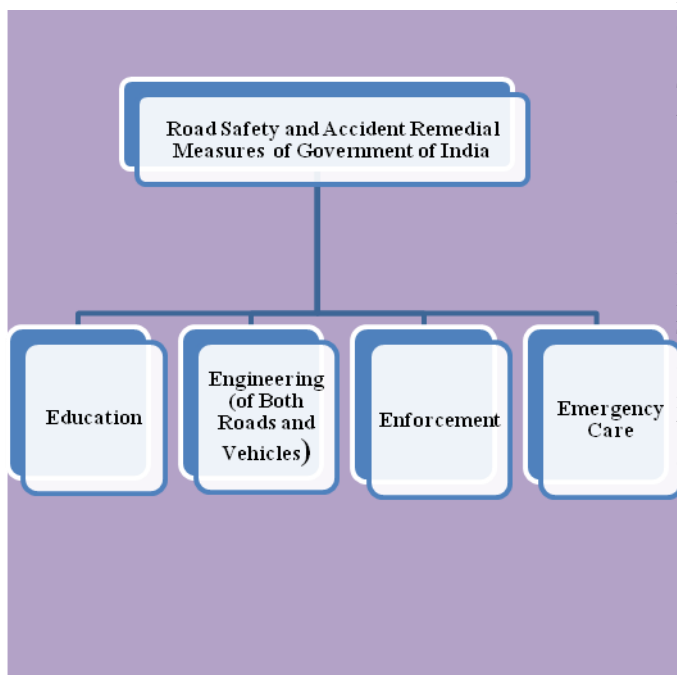 Road Safety and Accident Remedial
Measures of Government of India
Education
Engineering
(of Both
Roads and
Vehicles)
Enforcement
Emergency
Care